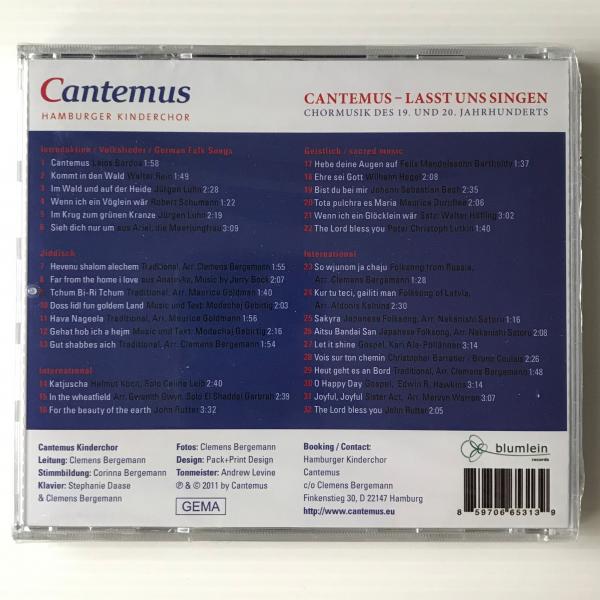 Cantemus
HAMBURGER KINDERCHOR
CANTEMUS – LASST UNS SINGEN
CHORMUSIK DES 19. UND 20. JAHRHUNDERTS
Introduktion / Volkslieder / German Folk Songs
1 Cantemus Lajos Bardos 1:58
2 Kommt in den Wald Walter Rein 1:49
3 Im Wald und auf der Heide Jürgen Luhn 2:28
4 Wenn ich ein Vöglein wär Robert Schumann 1:22
5 Im Krug zum grünen Kranze Jürgen Luhn 2:19
6 Sieh dich nur um aus Ariel, die Meerjungfrau 3:09
Jiddisch
7 Hevenu shalom alechem Traditional, Arr. Clemens Bergemann 1:55
8 Far from the home i love aus Anatevka, Music by Jerry Bock 2:07
9 Tchum Bi-Ri Tchum Traditional, Arr. Maurice Goldman 1:40
10 Doss lidl fun goldem Land Musik und Text: Modechaj Gebirtig 2:03
11 Hava Nageela Traditional, Arr. Maurice Goldman 1:56
12 Gehat hob ich a hejm Musik und Text: Modechaj Gebirtig 2:16
13 Gut shabbes aich Traditional, Arr. Clemens Bergemann 1:54
International
14 Katjuscha Helmut Koch, Solo Celine Leib 2:40
15 In the wheatfield Arr. Gwenith Gwyn, Solo El Shaddai Garbrah 2:39
16 For the beauty of the earth John Rutter 3:32
Geistlich / sacred music
17 Hebe deine Augen auf Felix Mendelssohn Bartholdy 1:37
18 Ehre sei Gott Wilhelm Hegel 2:08
19 Bist du bei mir Johann Sebastian Bach 2:35
20 Tota pulchra es Maria Maurice Duruflée 2:06
21 Wenn ich ein Glöcklein wär Satz: Walter Höffling 3:02
22 The Lord bless you Peter Christoph Lutkin 1:40
International
23 So wjunom ja chaju Folksong from Russia,
Arr. Clemens Bergemann 1:28
24 Kur tu teci, gailiti man Folksong of Latvia,
Arr. Aldonis Kalnins 2:30
25 Sakyra Japanese Folksong, Arr. Nakanishi Satoru 1:16
26 Aitsu Bandai San Japanese Folksong, Arr. Nakanishi Satoru 2:08
27 Let it shine Gospel, Kari Ala-Pöllännen 3:21
28 Vois sur ton chemin Christopher Barratier / Bruno Coulais 2:26
29 Heut geht es an Bord Traditional, Arr. Clemens Bergemann 1:48
30 O Happy Day Gospel, Edwin R. Hawkins 3:14
31 Joyful, Joyful Sister Act, Arr. Mervyn Warren 3:07
32 The Lord bless you John Rutter 2:05
Cantemus Kinderchor
Leitung: Clemens Bergemann
Stimmbildung: Corinna Bergemann
Klavier: Stephanie Daase
& Clemens Bergemann
Fotos: Clemens Bergemann
Design: Pack+Print Design
Tonmeister: Andrew Levine
℗ & © 2011 by Cantemus
GEMA
Booking / Contact:
Hamburger Kinderchor
Cantemus
c/o Clemens Bergemann
Finkenstieg 30, D 22147 Hamburg
http://www.cantemus.eu
blumlein
records
8 59706 65313 9